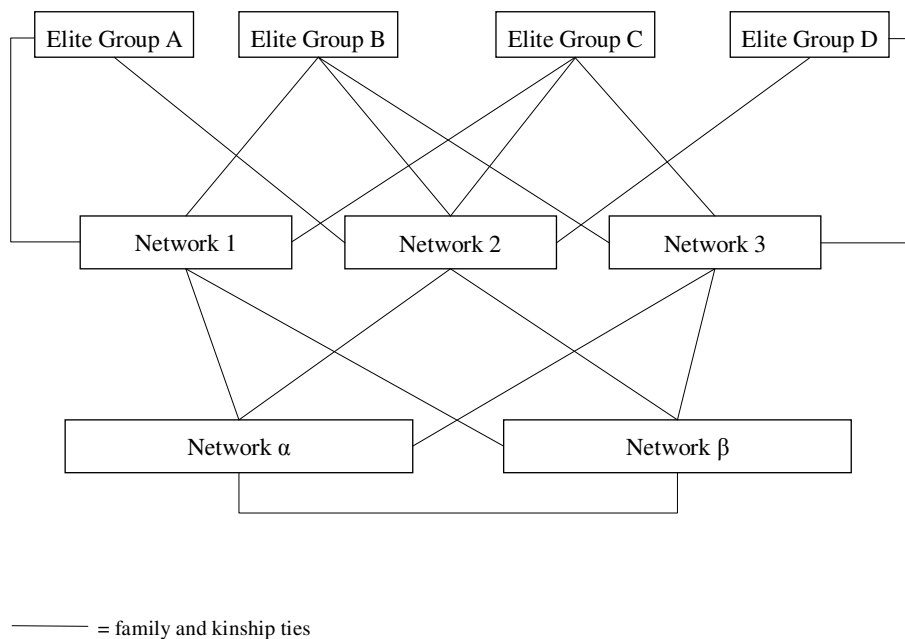 Elite Group A Elite Group B Elite Group C Elite Group D
Network 1 Network 2 Network 3
Network α Network β
= family and kinship ties